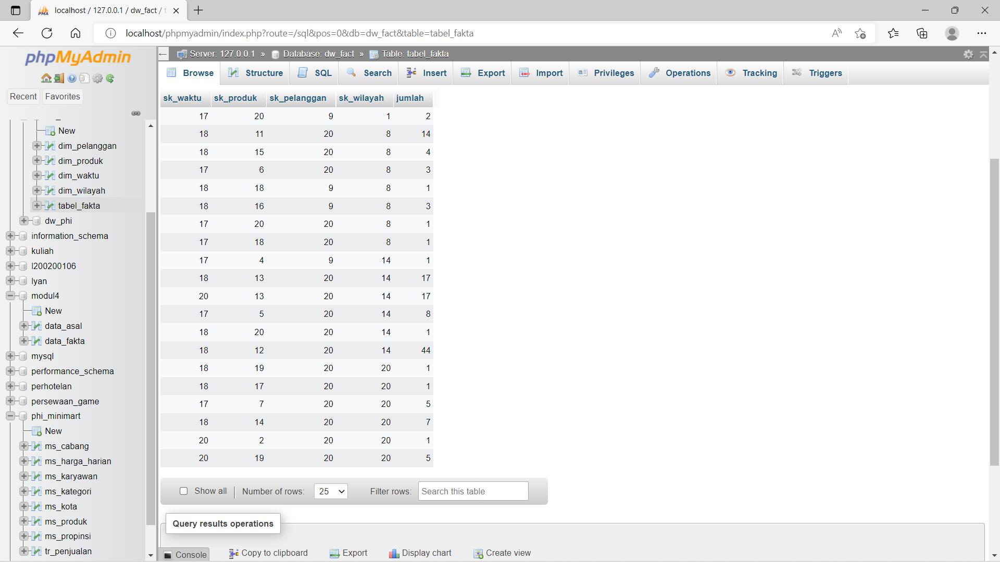 localhost / 127.0.0.1 / dw_fact / t
localhost/phpmyadmin/index.php?route=/sql&pos=0&db=dw_fact&table=tabel_fakta
phpMyAdmin
Recent Favorites
New
dim_pelanggan
dim_produk
dim_waktu
dim_wilayah
tabel_fakta
dw_phi
information_schema
kuliah
l200200106
lyan
modul4
New
data_asal
data_fakta
mysql
performance_schema
perhotelan
persewaan_game
phi_minimart
New
ms_cabang
ms_harga_harian
ms_karyawan
ms_kategori
ms_kota
ms_produk
ms_propinsi
tr_penjualan
Server: 127.0.0.1 » Database: dw_fact » Table: tabel_fakta
Browse Structure SQL Search Insert Export Import Privileges Operations Tracking Triggers
sk_waktu sk_produk sk_pelanggan sk_wilayah jumlah
17 20 9 1 2
18 11 20 8 14
18 15 20 8 4
17 6 20 8 3
18 18 9 8 1
18 16 9 8 3
17 20 20 8 1
17 18 20 8 1
17 4 9 14 1
18 13 20 14 17
20 13 20 14 17
17 5 20 14 8
18 20 20 14 1
18 12 20 14 44
18 19 20 20 1
18 17 20 20 1
17 7 20 20 5
18 14 20 20 7
20 2 20 20 1
20 19 20 20 5
Show all Number of rows: 25 Filter rows: Search this table
Query results operations
Console Copy to clipboard Export Display chart Create view